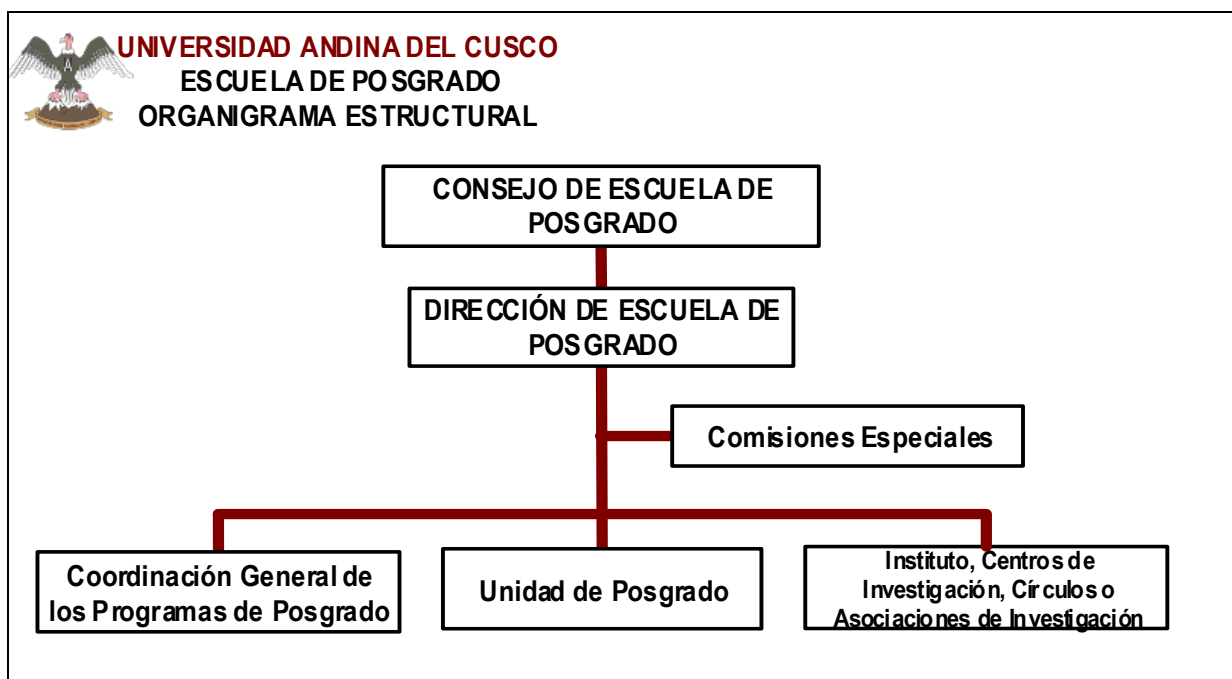 UNIVERSIDAD ANDINA DEL CUSCO
ESCUELA DE POSGRADO
ORGANIGRAMA ESTRUCTURAL
CONSEJO DE ESCUELA DE
POSGRADO
DIRECCIÓN DE ESCUELA DE
POSGRADO
Comisiones Especiales
Coordinación General de
los Programas de Posgrado
Unidad de Posgrado
Instituto, Centros de
Investigación, Círculos o
Asociaciones de Investigación